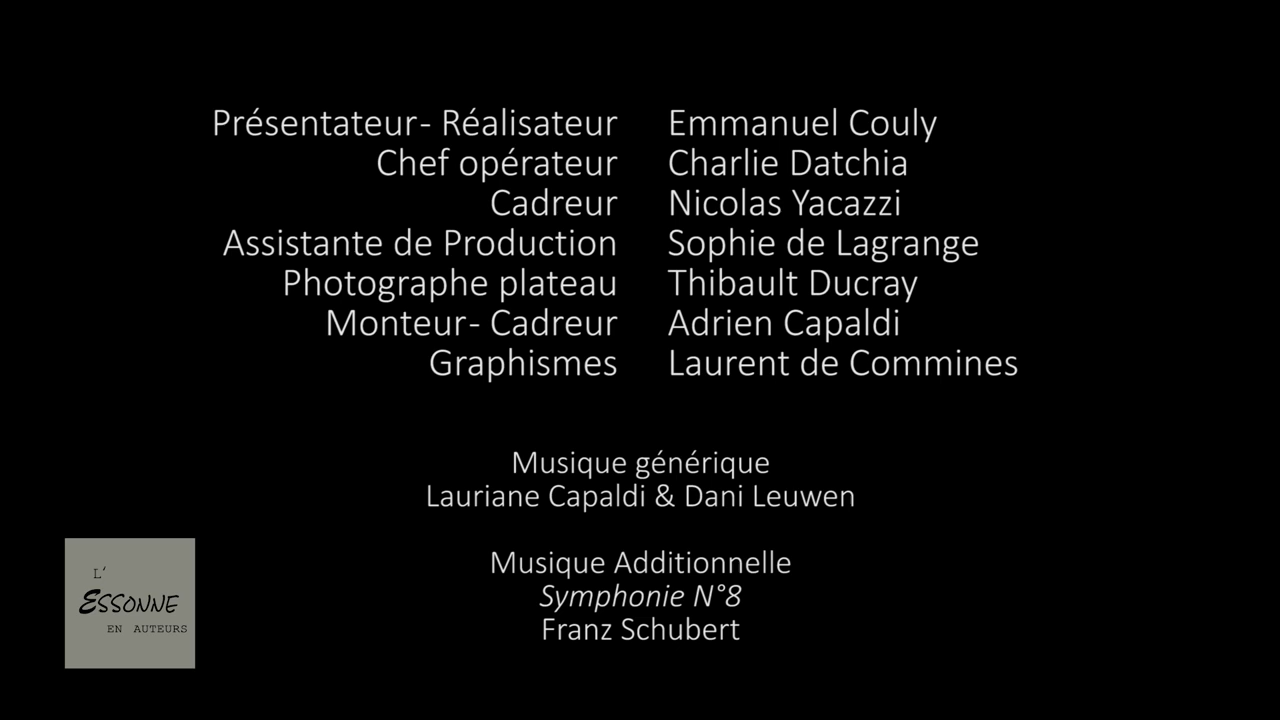 Présentateur- Réalisateur Emmanuel Couly
Chef opérateur Charlie Datchia
Cadreur Nicolas Yacazzi
Assistante de Production Sophie de Lagrange
Photographe plateau Thibault Ducray
Monteur- Cadreur Adrien Capaldi
Graphismes Laurent de Commines
Musique générique
Lauriane Capaldi & Dani Leuwen
Musique Additionnelle
Symphonie N°8
Franz Schubert
L'
ESSONNE
EN AUTEURS